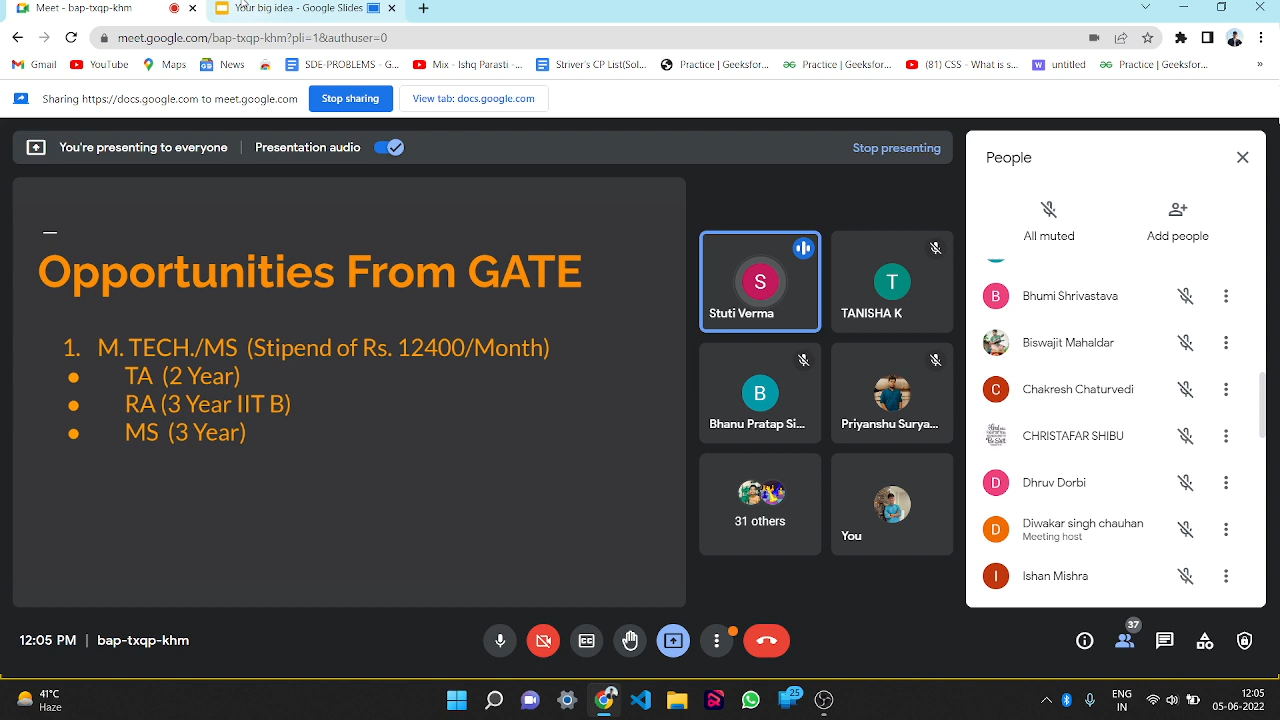 Meet - bap-txqp-khm
Your big idea - Google Slides
meet.google.com/bap-txqp-khm?pli=1&authuser=0
Gmail
YouTube
Maps
News
SDE-PROBLEMS - G...
Mix - Ishq Parasti -...
Striver's CP List(Sol...
Practice | Geeksfor...
Practice | Geeksfor...
(81) CSS - What is s...
untitled
Practice | Geeksfor...
»
Sharing https://docs.google.com to meet.google.com
Stop sharing
View tab: docs.google.com
You're presenting to everyone
Presentation audio
Stop presenting
Opportunities From GATE
1. M. TECH./MS (Stipend of Rs. 12400/Month)
● TA (2 Year)
● RA (3 Year IIT B)
● MS (3 Year)
S
Stuti Verma
T
TANISHA K
B
Bhanu Pratap Si...
Priyanshu Surya...
31 others
You
People
All muted
Add people
B Bhumi Shrivastava
Biswajit Mahaldar
C Chakresh Chaturvedi
CHRISTAFAR SHIBU
D Dhruv Dorbi
D Diwakar singh chauhan
Meeting host
I Ishan Mishra
12:05 PM | bap-txqp-khm
37
41°C
Haze
25
ENG
IN
12:05
05-06-2022